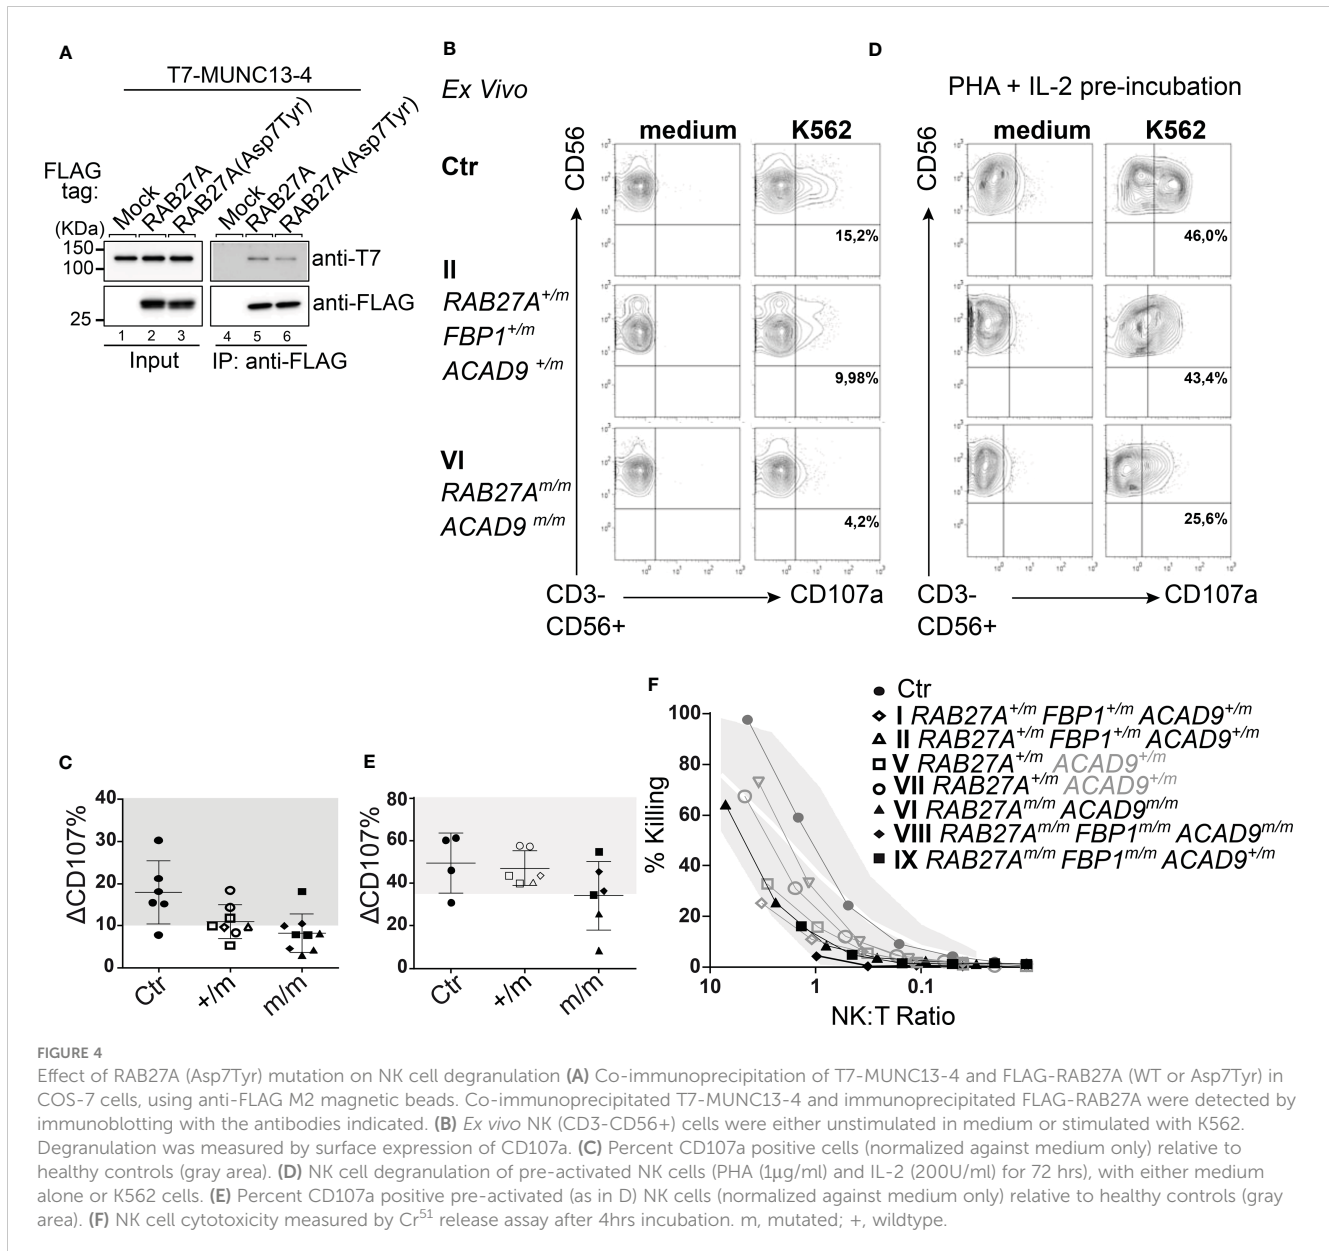 A
T7-MUNC13-4
FLAG
tag:
Mock
RAB27A
RAB27A(Asp7Tyr)
Mock
RAB27A
RAB27A(Asp7Tyr)
(KDa)
150
100
anti-T7
25
anti-FLAG
1 2 3 4 5 6
Input
IP: anti-FLAG
B
Ex Vivo
medium
K562
CD56
Ctr
15,2%
II
RAB27A+/m
FBP1+/m
ACAD9 +/m
9,98%
VI
RAB27Am/m
ACAD9 m/m
4,2%
CD3-
CD56+
CD107a
D
PHA + IL-2 pre-incubation
medium
K562
CD56
46,0%
43,4%
25,6%
CD3-
CD56+
CD107a
C
ΔCD107%
40
30
20
10
0
Ctr
+/m
m/m
E
ΔCD107%
80
60
40
20
0
Ctr
+/m
m/m
F
% Killing
100
80
60
40
20
0
10 1 0.1
NK:T Ratio
Ctr
I RAB27A+/m FBP1+/m ACAD9+/m
II RAB27A+/m FBP1+/m ACAD9+/m
V RAB27A+/m ACAD9+/m
VII RAB27A+/m ACAD9+/m
VI RAB27Am/m ACAD9m/m
VIII RAB27Am/m FBP1m/m ACAD9m/m
IX RAB27Am/m FBP1m/m ACAD9+/m
FIGURE 4
Effect of RAB27A (Asp7Tyr) mutation on NK cell degranulation (A) Co-immunoprecipitation of T7-MUNC13-4 and FLAG-RAB27A (WT or Asp7Tyr) in
COS-7 cells, using anti-FLAG M2 magnetic beads. Co-immunoprecipitated T7-MUNC13-4 and immunoprecipitated FLAG-RAB27A were detected by
immunoblotting with the antibodies indicated. (B) Ex vivo NK (CD3-CD56+) cells were either unstimulated in medium or stimulated with K562.
Degranulation was measured by surface expression of CD107a. (C) Percent CD107a positive cells (normalized against medium only) relative to
healthy controls (gray area). (D) NK cell degranulation of pre-activated NK cells (PHA (1µg/ml) and IL-2 (200U/ml) for 72 hrs), with either medium
alone or K562 cells. (E) Percent CD107a positive pre-activated (as in D) NK cells (normalized against medium only) relative to healthy controls (gray
area). (F) NK cell cytotoxicity measured by Cr51 release assay after 4hrs incubation. m, mutated; +, wildtype.